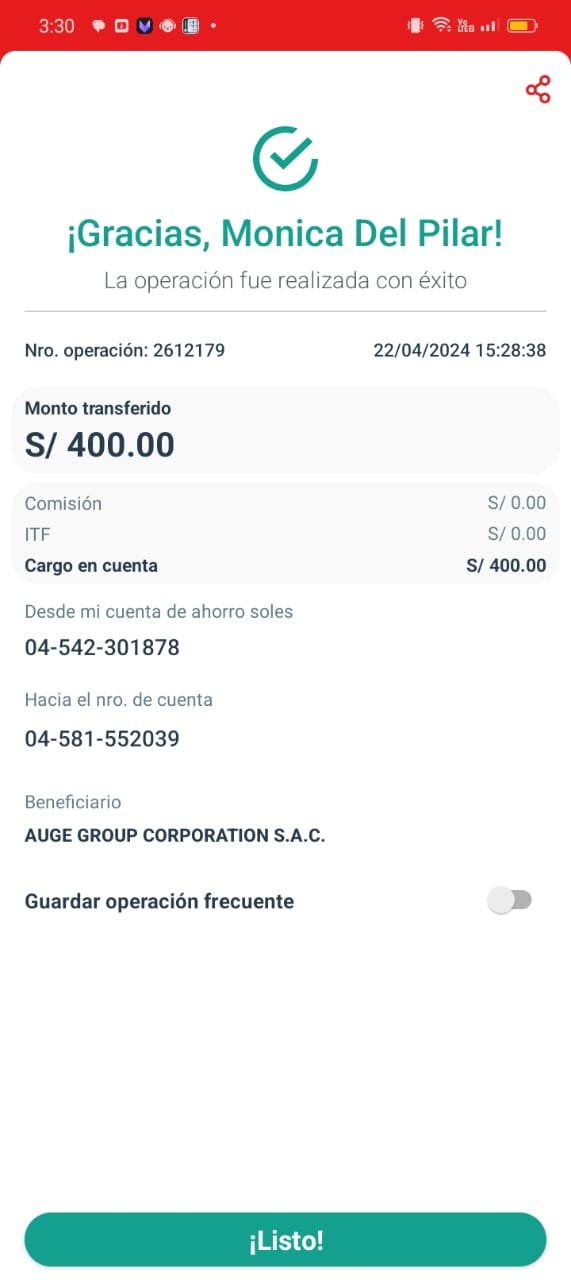 3:30
¡Gracias, Monica Del Pilar!
La operación fue realizada con éxito
Nro. operación: 2612179 22/04/2024 15:28:38
Monto transferido
S/ 400.00
Comisión S/ 0.00
ITF S/ 0.00
Cargo en cuenta S/ 400.00
Desde mi cuenta de ahorro soles
04-542-301878
Hacia el nro. de cuenta
04-581-552039
Beneficiario
AUGE GROUP CORPORATION S.A.C.
Guardar operación frecuente
¡Listo!